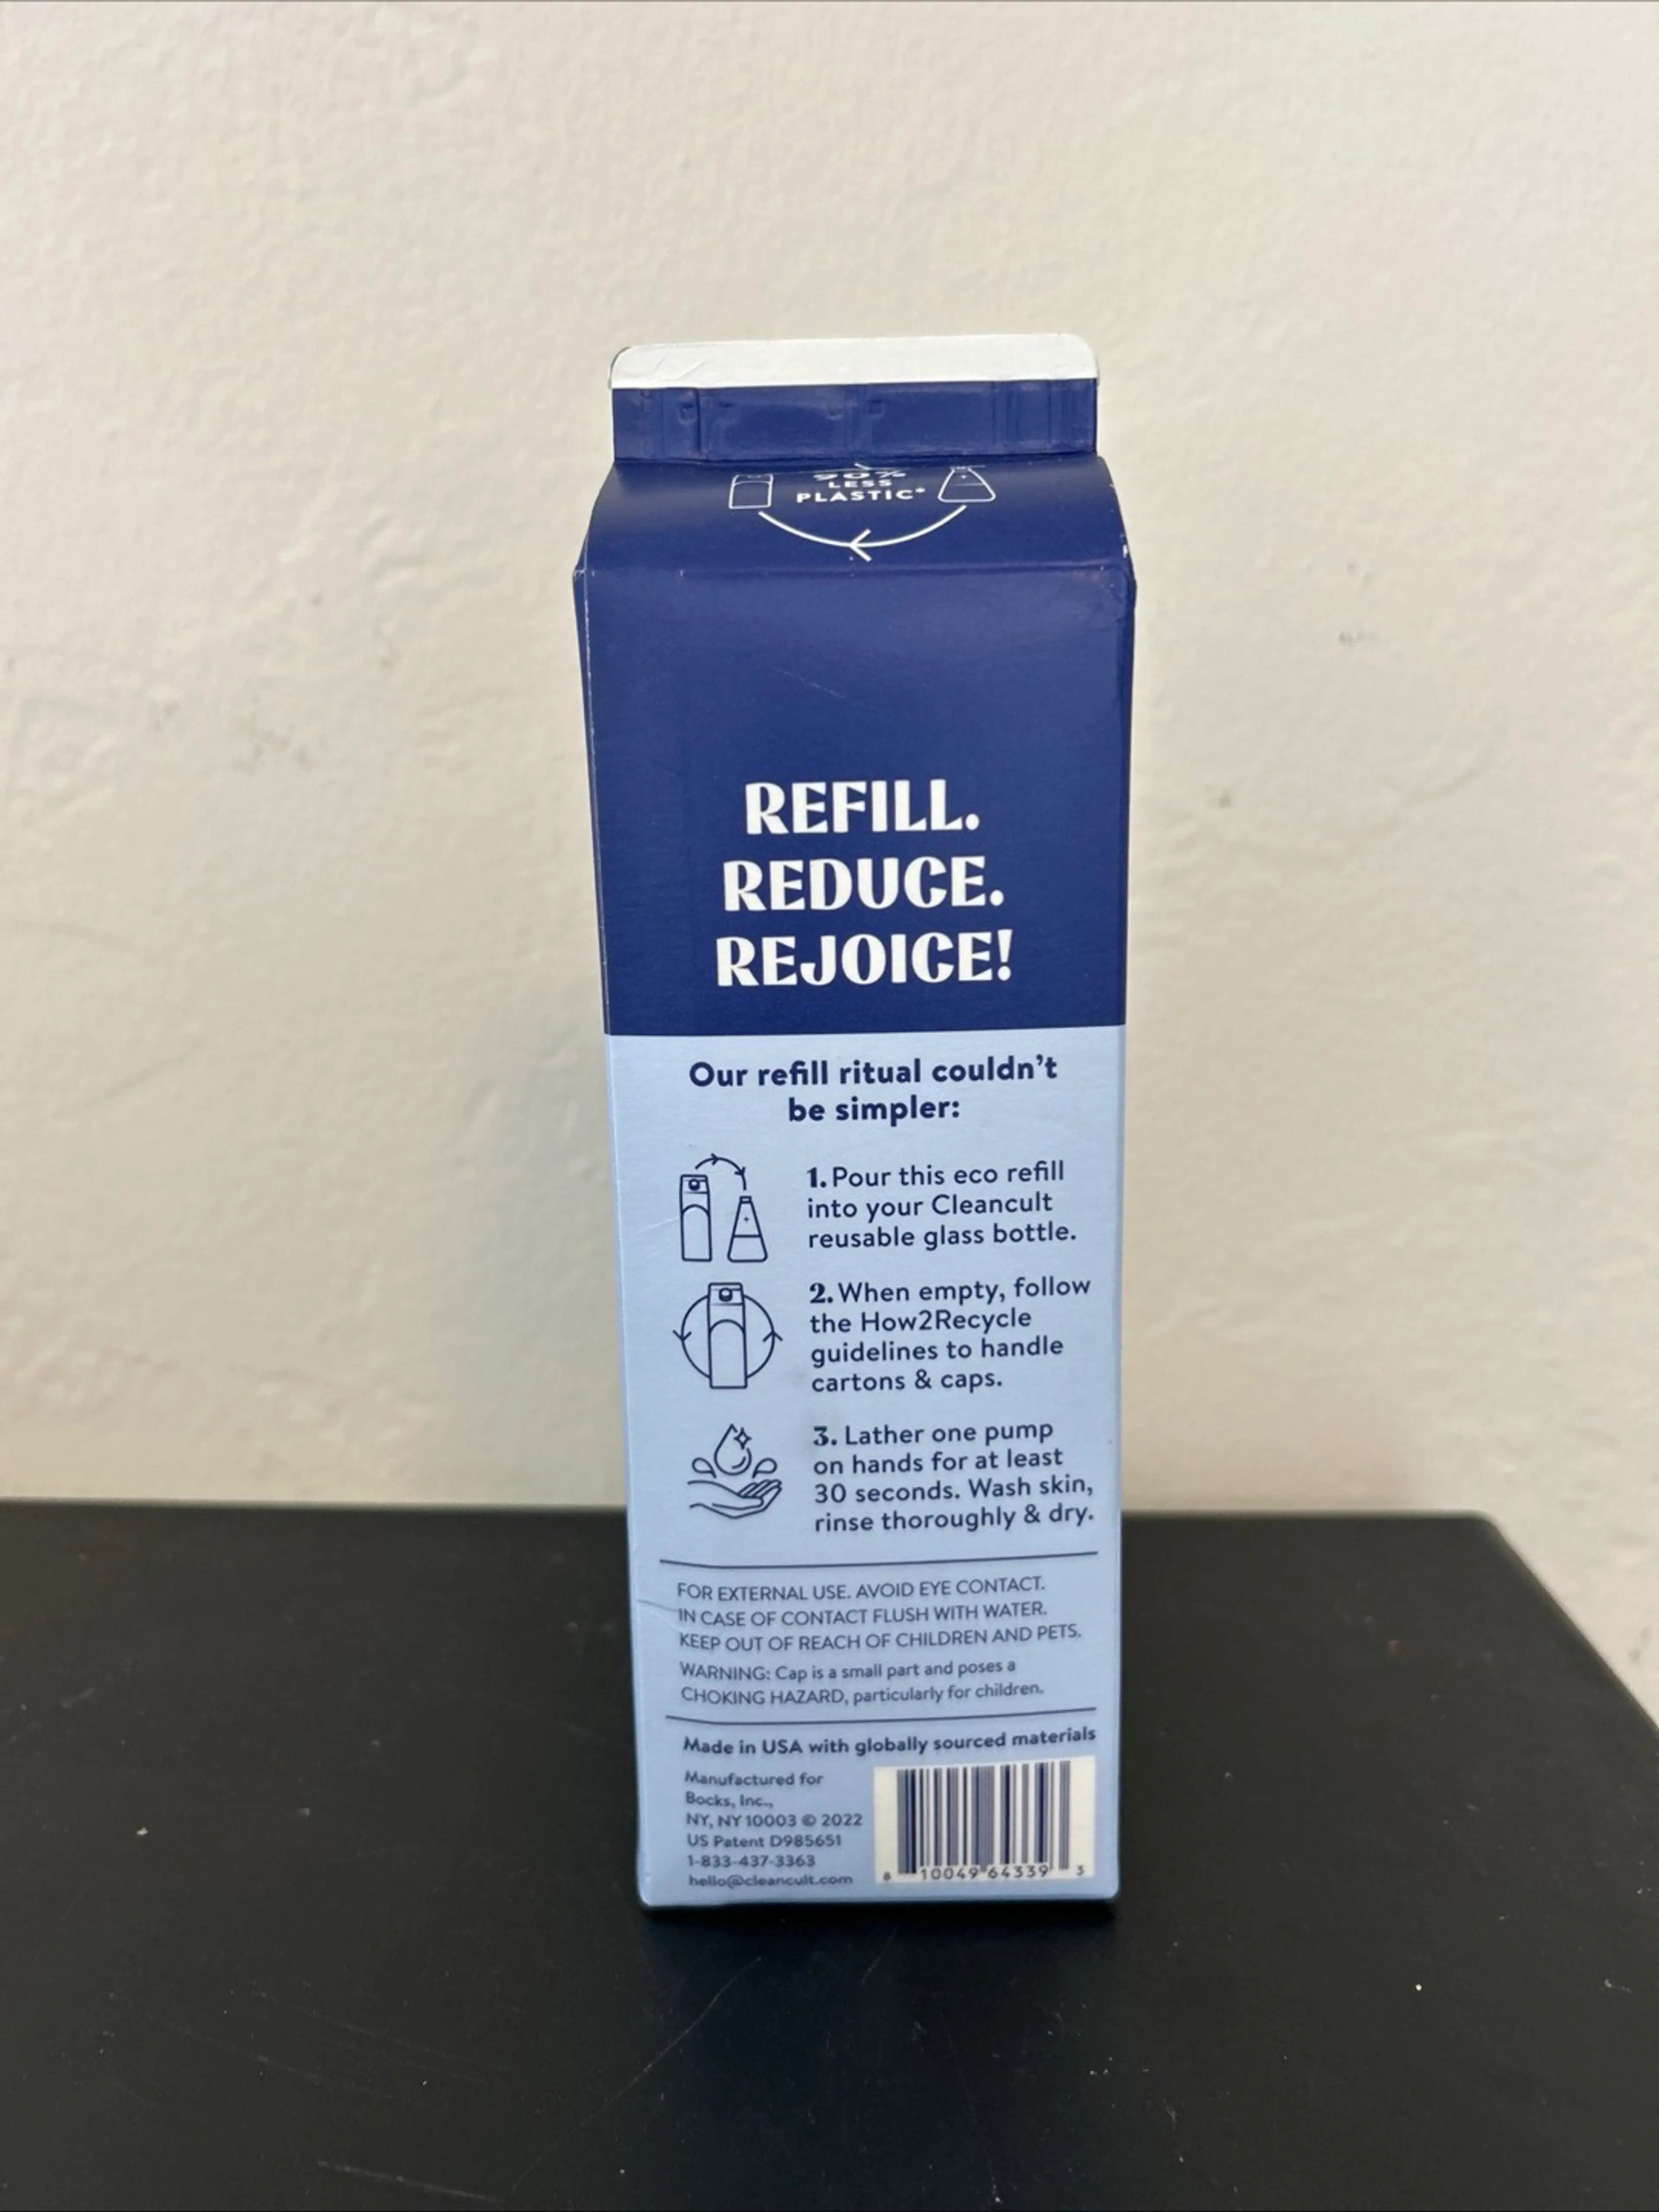 90%
LESS
PLASTIC*
REFILL.
REDUCE.
REJOICE!
Our refill ritual couldn't
be simpler:
1. Pour this eco refill
into your Cleancult
reusable glass bottle.
2. When empty, follow
the How2Recycle
guidelines to handle
cartons & caps.
3. Lather one pump
on hands for at least
30 seconds. Wash skin,
rinse thoroughly & dry.
FOR EXTERNAL USE. AVOID EYE CONTACT.
IN CASE OF CONTACT FLUSH WITH WATER.
KEEP OUT OF REACH OF CHILDREN AND PETS.
WARNING: Cap is a small part and poses a
CHOKING HAZARD, particularly for children.
Made in USA with globally sourced materials
Manufactured for
Bocks, Inc.,
NY, NY 10003 © 2022
US Patent D985651
1-833-437-3363
hello@cleancult.com
8 10049 64339 3